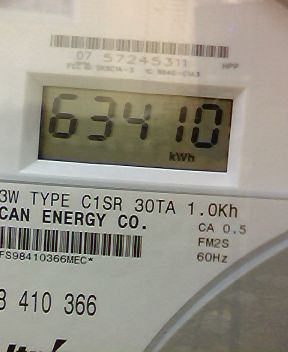 07 57245311
HPP
63410
kWh
3W TYPE C1SR 30TA 1.0Kh
CAN ENERGY CO.
CA 0.5
FM2S
60Hz
FS98410366MEC*
410 366